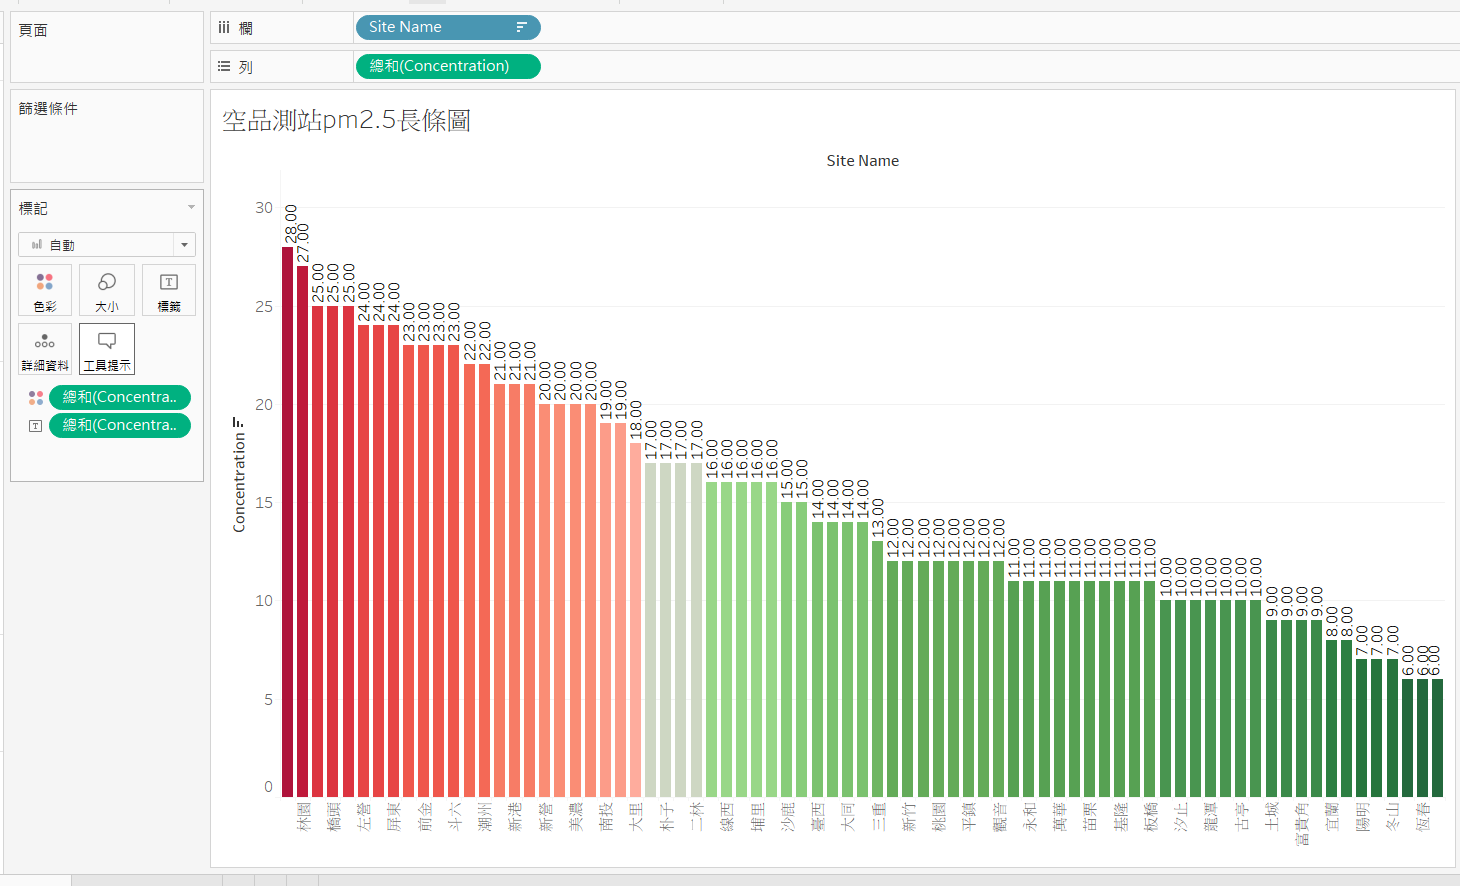 頁面
篩選條件
標記
自動
色彩
大小
標籤
詳細資料
工具提示
總和(Concentra..
總和(Concentra..
欄
Site Name
列
總和(Concentration)
空品測站pm2.5長條圖
Site Name
Concentration
30
25
20
15
10
5
0
28.00
27.00
25.00
25.00
25.00
24.00
24.00
24.00
23.00
23.00
23.00
23.00
22.00
22.00
21.00
21.00
21.00
20.00
20.00
20.00
20.00
19.00
19.00
18.00
17.00
17.00
17.00
17.00
16.00
16.00
16.00
16.00
16.00
15.00
15.00
14.00
14.00
14.00
14.00
13.00
12.00
12.00
12.00
12.00
12.00
12.00
12.00
12.00
11.00
11.00
11.00
11.00
11.00
11.00
11.00
11.00
11.00
11.00
10.00
10.00
10.00
10.00
10.00
10.00
10.00
9.00
9.00
9.00
9.00
8.00
8.00
7.00
7.00
7.00
6.00
6.00
6.00
林園
橋頭
左營
屏東
前金
斗六
潮州
新港
新營
美濃
南投
大里
朴子
二林
線西
埔里
沙鹿
臺西
大同
三重
新竹
桃園
平鎮
觀音
永和
萬華
苗栗
基隆
板橋
汐止
龍潭
古亭
土城
富貴角
宜蘭
陽明
冬山
恆春